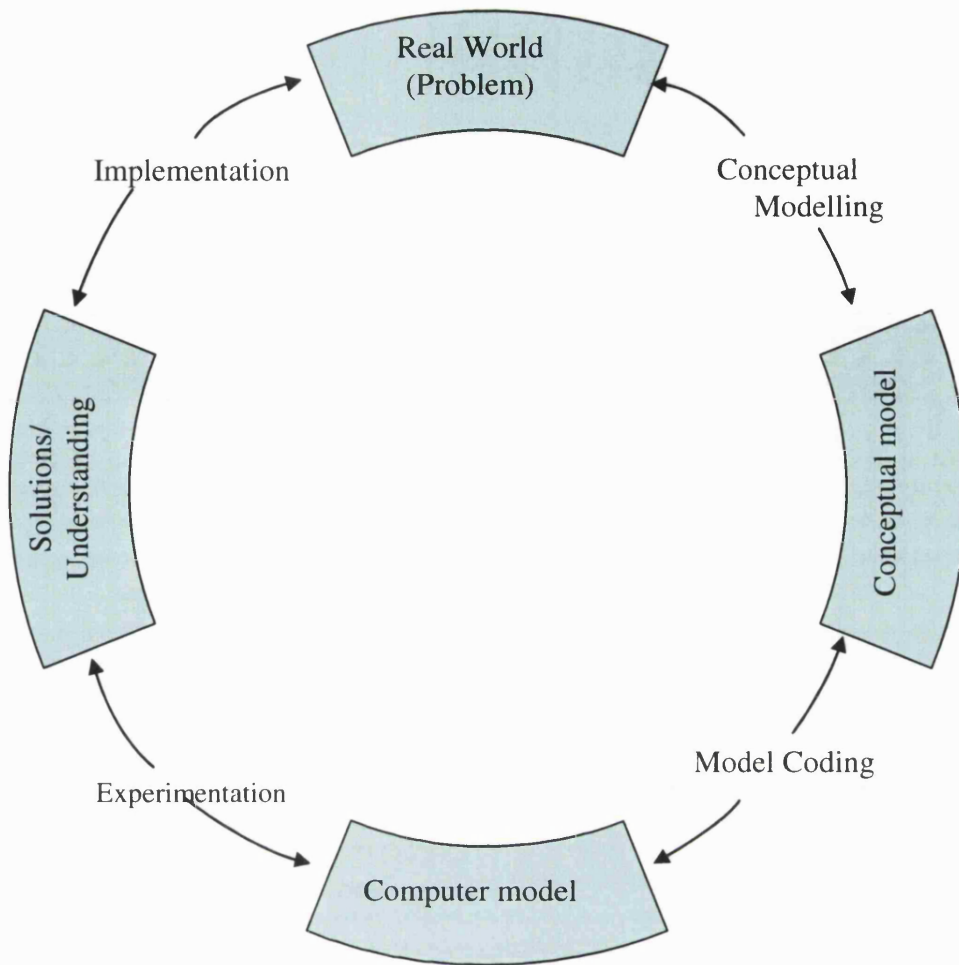 Real World
(Problem)
Implementation
Conceptual
Modelling
Solutions/
Understanding
Conceptual model
Model Coding
Experimentation
Computer model